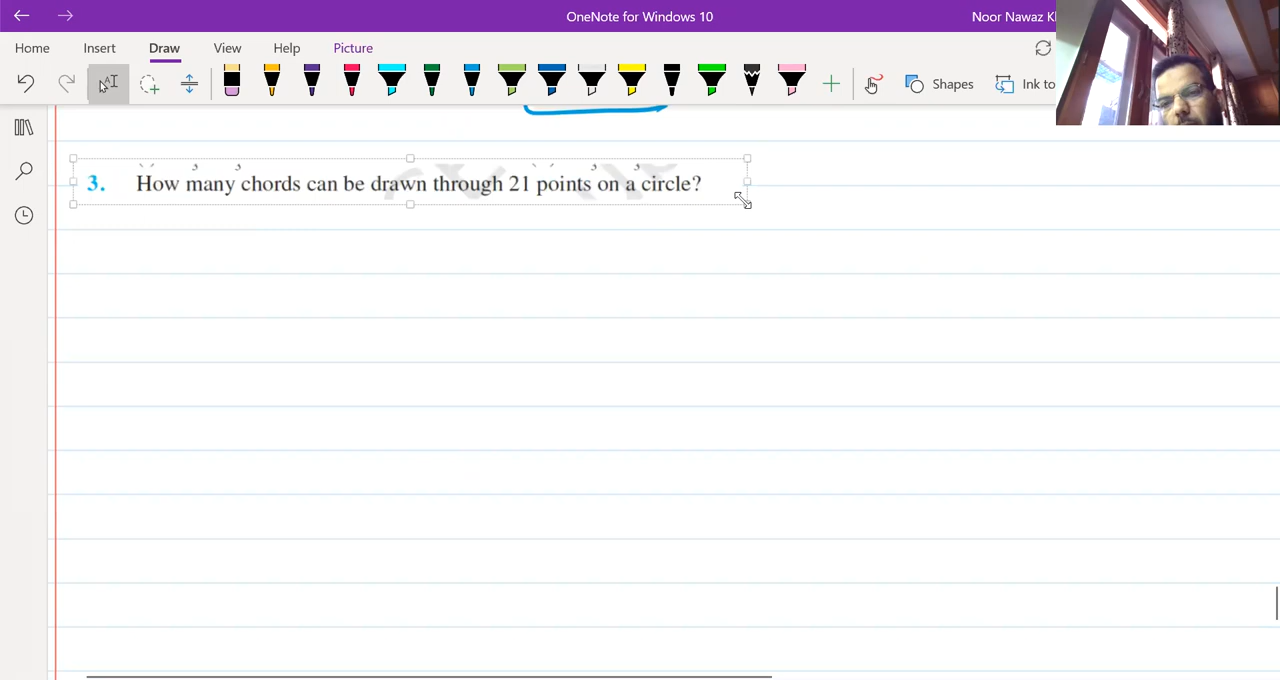 OneNote for Windows 10
Noor Nawaz Kh
Home Insert Draw View Help Picture
Shapes Ink to
3. How many chords can be drawn through 21 points on a circle?